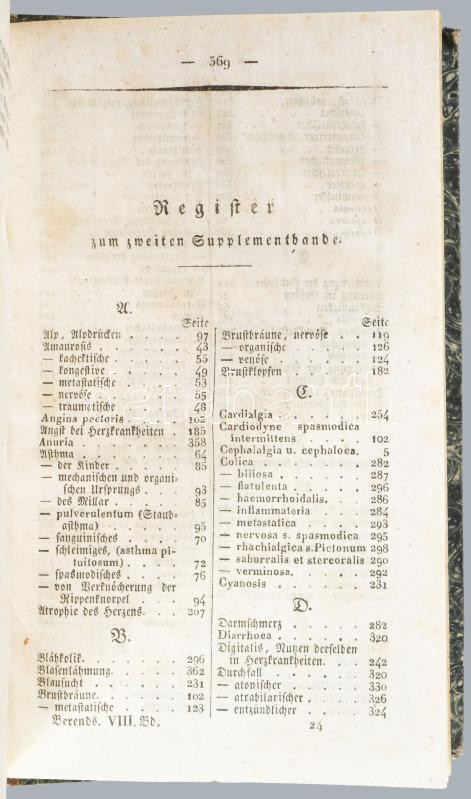 — 369 —
Register
zum zweiten Supplementbande.
A.
Seite
Alp, Alpdrücken . . . . 97
Amaurosis . . . . . . 43
— kachektische . . . . 55
— kongestive . . . . 49
— metastatische . . . . 53
— nervöse . . . . . 65
— traumatische . . . . 48
Angina pectoris . . . . 102
Angst bei Herzkrankheiten . 185
Anuria . . . . . . . 358
Asthma . . . . . . . 64
— der Kinder . . . . . 85
— mechanischen und organi-
schen Ursprungs . . . 93
— des Millar . . . . . 85
— pulverulentum (Staub-
asthma) . . . . . 95
— sanguinisches . . . . 70
— schleimiges, (asthma pi-
tuitosum) . . . . . 72
— spasmodisches . . . . 76
— von Verknöcherung der
Rippenknorpel . . . . 94
Atrophie des Herzens. . . 207
B.
Blähkolik. . . . . . . 296
Blasenlähmung. . . . . 362
Blausucht . . . . . . 231
Brustbräune. . . . . . 102
— metastatische . . . . 123
Berends. VIII. Bd.
Seite
Brustbräune, nervöse . . 119
— organische . . . . 126
— venöse . . . . . 124
Brustklopfen . . . . . 182
C.
Cardialgia . . . . . . 254
Cardiodyne spasmodica
intermittens . . . . 102
Cephalalgia u. cephaloea. 5
Colica . . . . . . . 282
— biliosa . . . . . 287
— flatulenta . . . . 296
— haemorrhoidalis. . . 286
— inflammatoria . . . 284
— metastatica . . . . 293
— nervosa s. spasmodica 295
— rhachialgica s. Pictonum 298
— saburralis et stercoralis 290
— verminosa. . . . . 292
Cyanosis . . . . . . 231
D.
Darmschmerz . . . . . 282
Diarrhoea . . . . . . 320
Digitalis, Nutzen derselben
in Herzkrankheiten. . . 242
Durchfall . . . . . . 320
— atonischer . . . . 330
— atrabilarischer . . . 326
— entzündlicher . . . 324
24